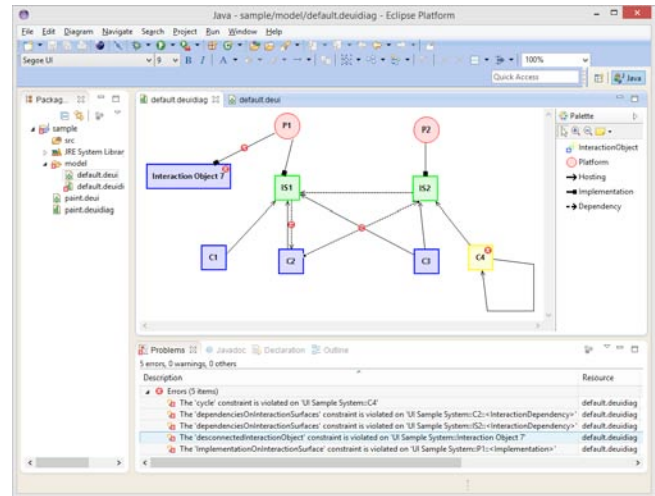 Java - sample/model/default.deuidiag - Eclipse Platform
File Edit Diagram Navigate Search Project Run Window Help
Segoe UI 9 B I A 100%
Quick Access Java
Packag...
default.deuidiag default.deui
sample
src
JRE System Librar
model
default.deui
default.deuidi
paint.deui
paint.deuidiag
P1 P2
Interaction Object 7
IS1 IS2
C1 C2 C3 C4
Palette
InteractionObject
Platform
Hosting
Implementation
Dependency
Problems Javadoc Declaration Outline
5 errors, 0 warnings, 0 others
Description Resource
Errors (5 items)
The 'cycle' constraint is violated on 'UI Sample System::C4' default.deuidiag
The 'dependenciesOnInteractionSurfaces' constraint is violated on 'UI Sample System::C2::<InteractionDependency>' default.deuidiag
The 'dependenciesOnInteractionSurfaces' constraint is violated on 'UI Sample System::IS2::<InteractionDependency>' default.deuidiag
The 'desconnectedInteractionObject' constraint is violated on 'UI Sample System::Interaction Object 7' default.deuidiag
The 'ImplementationOnInteractionSurface' constraint is violated on 'UI Sample System::P1::<Implementation>' default.deuidiag